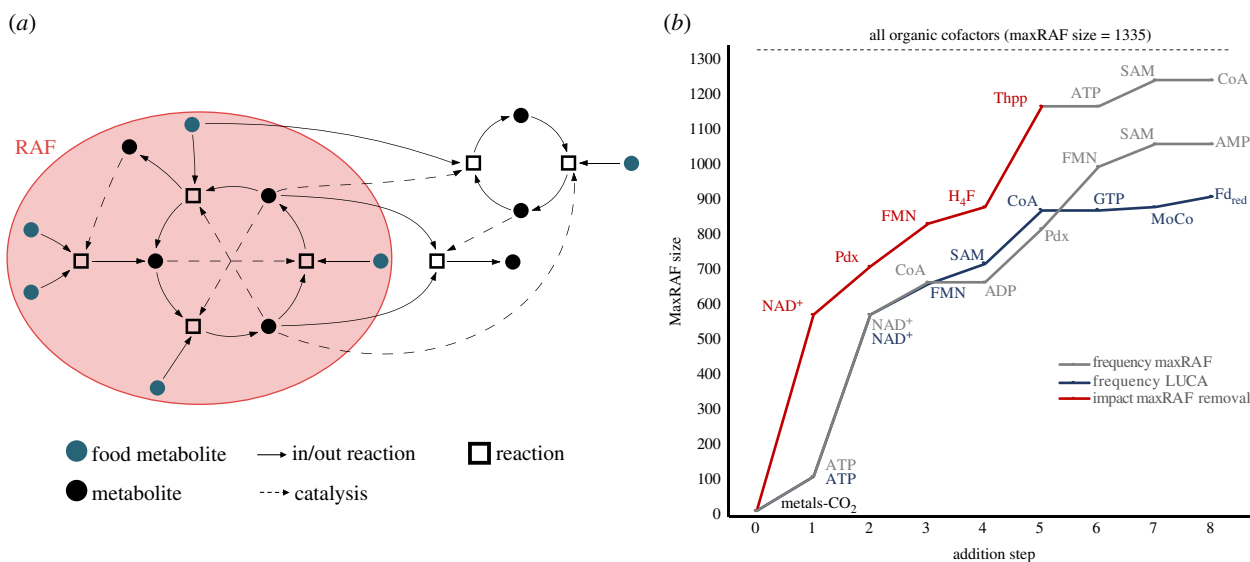 (a)
RAF
food metabolite
in/out reaction
reaction
metabolite
catalysis
(b)
all organic cofactors (maxRAF size = 1335)
MaxRAF size
1300
1200
1100
1000
900
800
700
600
500
400
300
200
100
0
NAD⁺
Pdx
FMN
H₄F
Thpp
ATP
SAM
CoA
ATP
ATP
NAD⁺
NAD⁺
CoA
FMN
SAM
ADP
CoA
Pdx
FMN
GTP
SAM
MoCo
AMP
Fdred
metals-CO₂
frequency maxRAF
frequency LUCA
impact maxRAF removal
0 1 2 3 4 5 6 7 8
addition step